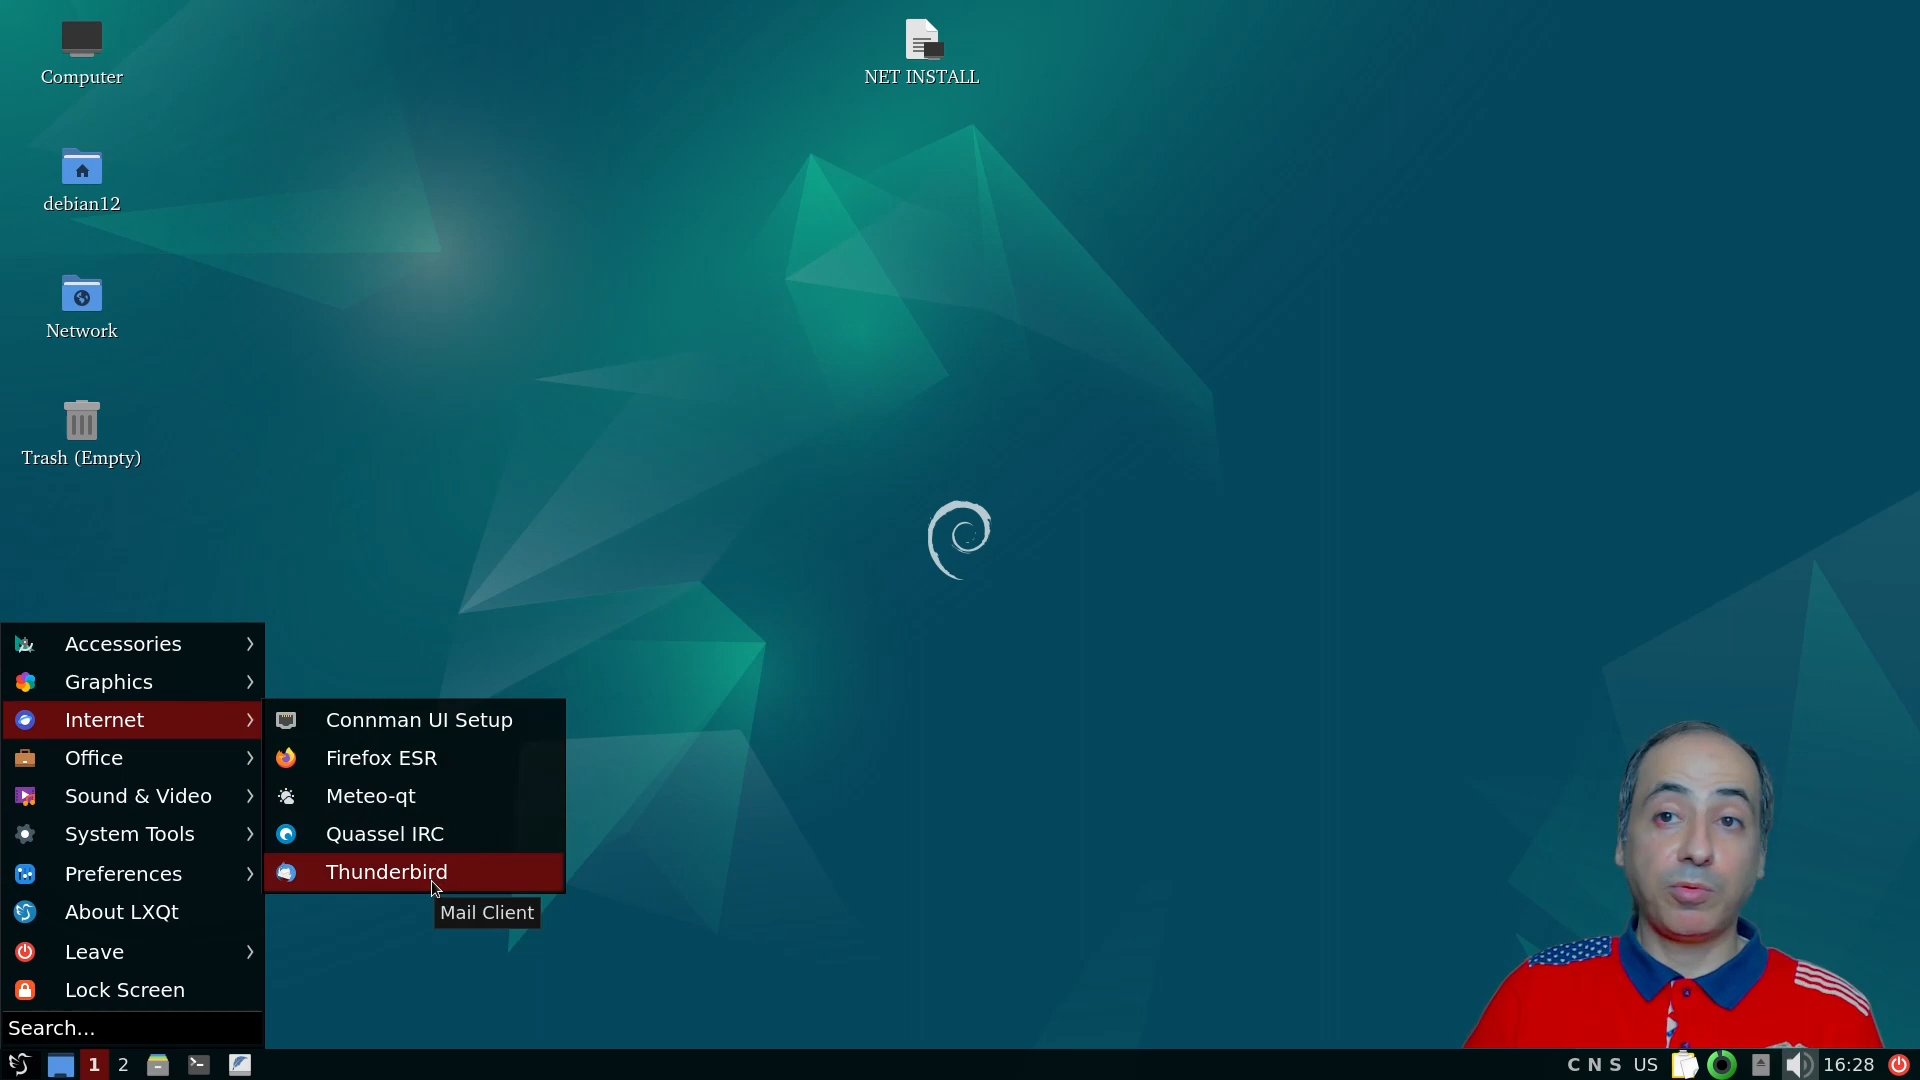 Computer
NET INSTALL
debian12
Network
Trash (Empty)
Accessories
Graphics
Internet
Office
Sound & Video
System Tools
Preferences
About LXQt
Leave
Lock Screen
Search...
Connman UI Setup
Firefox ESR
Meteo-qt
Quassel IRC
Thunderbird
Mail Client
1 2
C N S US 16:28